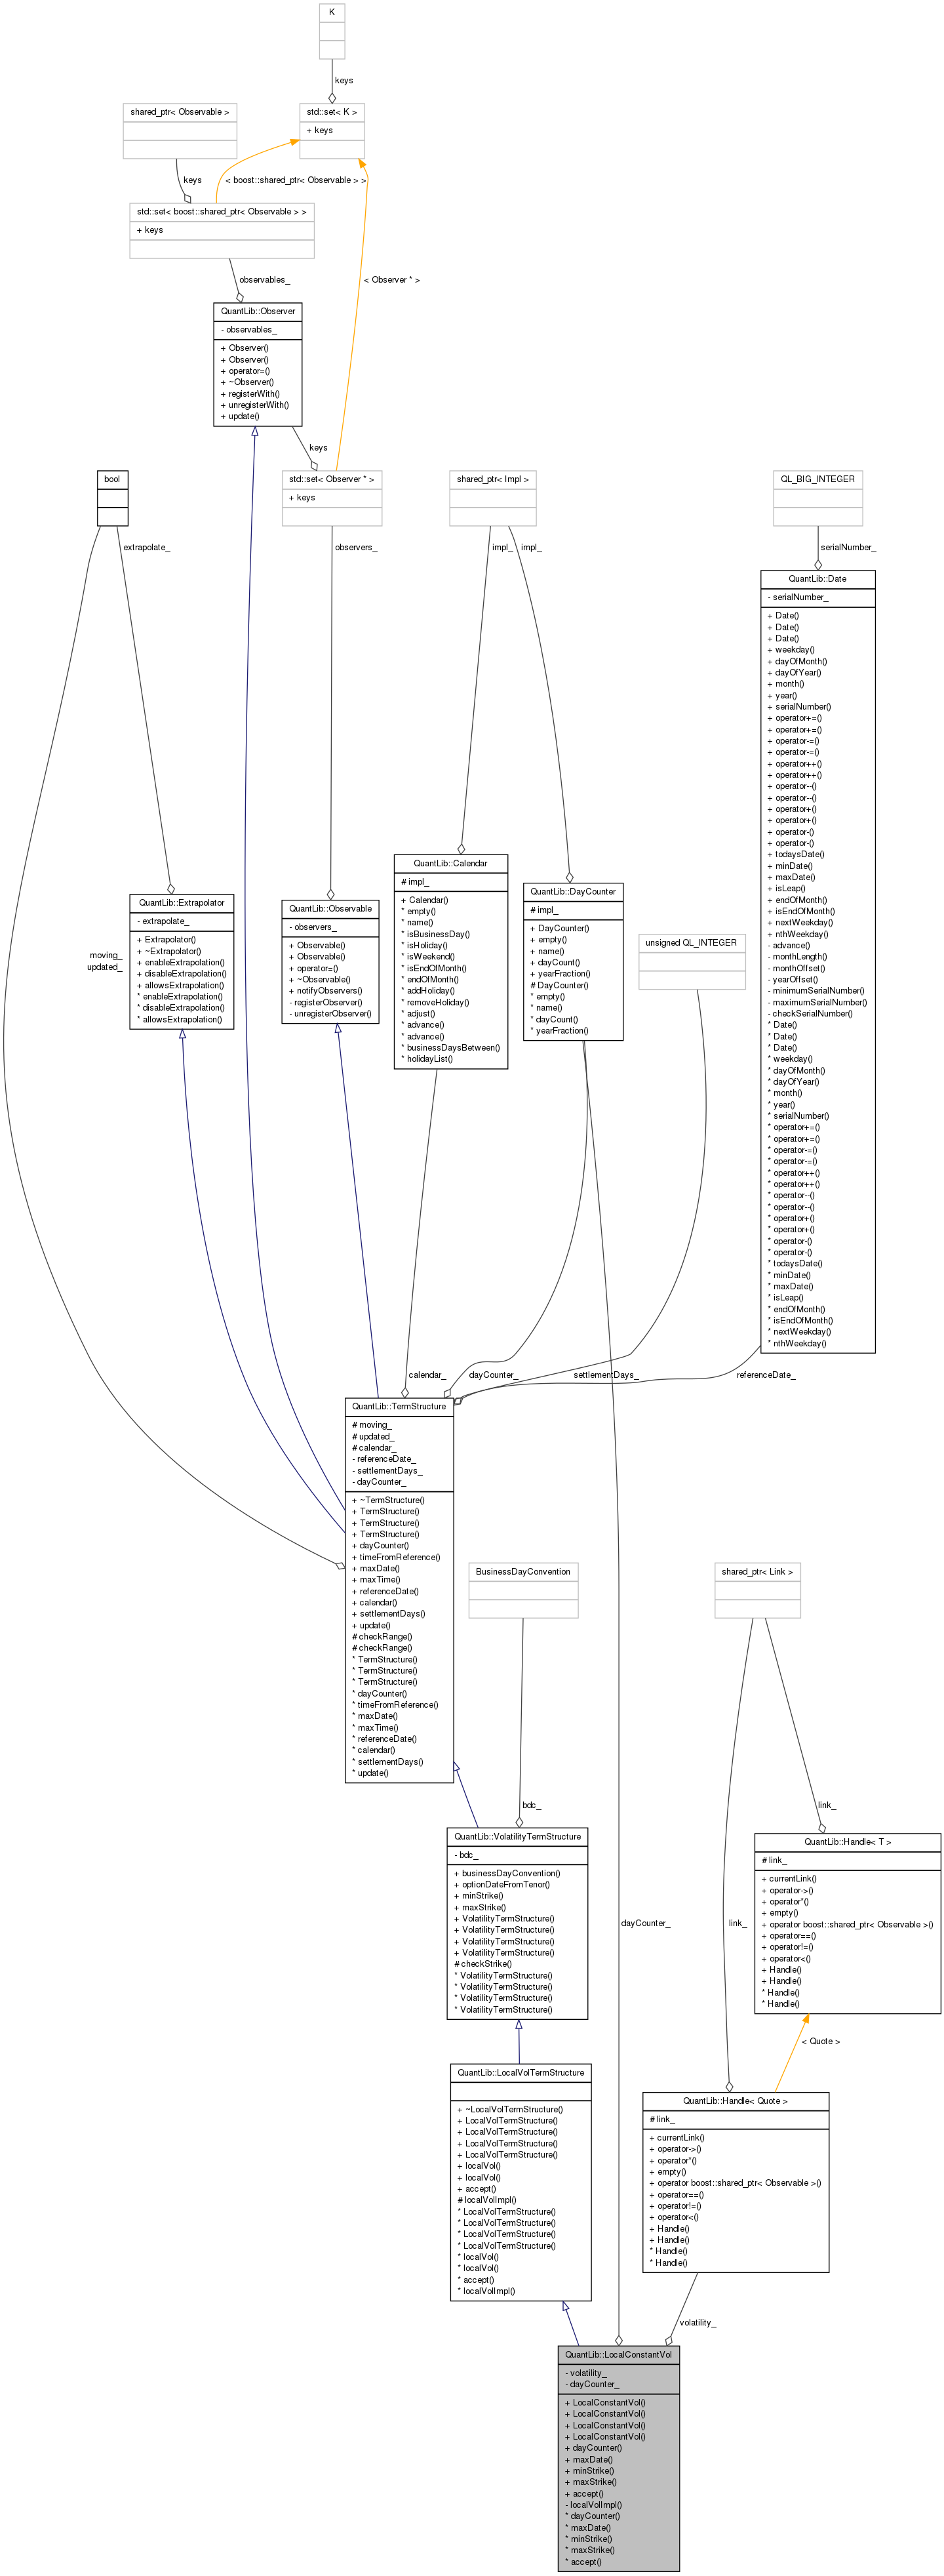 K
keys
shared_ptr< Observable >
std::set< K >
+ keys
keys
< boost::shared_ptr< Observable > >
std::set< boost::shared_ptr< Observable > >
+ keys
observables_
< Observer * >
QuantLib::Observer
- observables_
+ Observer()
+ Observer()
+ operator=()
+ ~Observer()
+ registerWith()
+ unregisterWith()
+ update()
keys
bool
std::set< Observer * >
+ keys
shared_ptr< Impl >
QL_BIG_INTEGER
extrapolate_
observers_
impl_
impl_
serialNumber_
QuantLib::Date
- serialNumber_
+ Date()
+ Date()
+ Date()
+ weekday()
+ dayOfMonth()
+ dayOfYear()
+ month()
+ year()
+ serialNumber()
+ operator+=()
+ operator+=()
+ operator-=()
+ operator-=()
+ operator++()
+ operator++()
+ operator--()
+ operator--()
+ operator+()
+ operator+()
+ operator-()
+ operator-()
+ todaysDate()
+ minDate()
+ maxDate()
+ isLeap()
+ endOfMonth()
+ isEndOfMonth()
+ nextWeekday()
+ nthWeekday()
- advance()
- monthLength()
- monthOffset()
- yearOffset()
- minimumSerialNumber()
- maximumSerialNumber()
- checkSerialNumber()
* Date()
* Date()
* Date()
* weekday()
* dayOfMonth()
* dayOfYear()
* month()
* year()
* serialNumber()
* operator+=()
* operator+=()
* operator-=()
* operator-=()
* operator++()
* operator++()
* operator--()
* operator--()
* operator+()
* operator+()
* operator-()
* operator-()
* todaysDate()
* minDate()
* maxDate()
* isLeap()
* endOfMonth()
* isEndOfMonth()
* nextWeekday()
* nthWeekday()
QuantLib::Calendar
# impl_
+ Calendar()
* empty()
* name()
* isBusinessDay()
* isHoliday()
* isWeekend()
* isEndOfMonth()
* endOfMonth()
* addHoliday()
* removeHoliday()
* adjust()
* advance()
* advance()
* businessDaysBetween()
* holidayList()
QuantLib::DayCounter
# impl_
+ DayCounter()
+ empty()
+ name()
+ dayCount()
+ yearFraction()
# DayCounter()
* empty()
* name()
* dayCount()
* yearFraction()
QuantLib::Extrapolator
- extrapolate_
+ Extrapolator()
+ ~Extrapolator()
+ enableExtrapolation()
+ disableExtrapolation()
+ allowsExtrapolation()
* enableExtrapolation()
* disableExtrapolation()
* allowsExtrapolation()
QuantLib::Observable
- observers_
+ Observable()
+ Observable()
+ operator=()
+ ~Observable()
+ notifyObservers()
- registerObserver()
- unregisterObserver()
unsigned QL_INTEGER
moving_
updated_
calendar_
dayCounter_
settlementDays_
referenceDate_
QuantLib::TermStructure
# moving_
# updated_
# calendar_
- referenceDate_
- settlementDays_
- dayCounter_
+ ~TermStructure()
+ TermStructure()
+ TermStructure()
+ TermStructure()
+ dayCounter()
+ timeFromReference()
+ maxDate()
+ maxTime()
+ referenceDate()
+ calendar()
+ settlementDays()
+ update()
# checkRange()
# checkRange()
* TermStructure()
* TermStructure()
* TermStructure()
* dayCounter()
* timeFromReference()
* maxDate()
* maxTime()
* referenceDate()
* calendar()
* settlementDays()
* update()
BusinessDayConvention
shared_ptr< Link >
bdc_
link_
QuantLib::VolatilityTermStructure
- bdc_
+ businessDayConvention()
+ optionDateFromTenor()
+ minStrike()
+ maxStrike()
+ VolatilityTermStructure()
+ VolatilityTermStructure()
+ VolatilityTermStructure()
+ VolatilityTermStructure()
# checkStrike()
* VolatilityTermStructure()
* VolatilityTermStructure()
* VolatilityTermStructure()
* VolatilityTermStructure()
QuantLib::Handle< T >
# link_
+ currentLink()
+ operator->()
+ operator*()
+ empty()
+ operator boost::shared_ptr< Observable >()
+ operator==()
+ operator!=()
+ operator<()
+ Handle()
+ Handle()
* Handle()
* Handle()
dayCounter_
link_
< Quote >
QuantLib::LocalVolTermStructure
+ ~LocalVolTermStructure()
+ LocalVolTermStructure()
+ LocalVolTermStructure()
+ LocalVolTermStructure()
+ LocalVolTermStructure()
+ localVol()
+ localVol()
+ accept()
# localVolImpl()
* LocalVolTermStructure()
* LocalVolTermStructure()
* LocalVolTermStructure()
* LocalVolTermStructure()
* localVol()
* localVol()
* accept()
* localVolImpl()
QuantLib::Handle< Quote >
# link_
+ currentLink()
+ operator->()
+ operator*()
+ empty()
+ operator boost::shared_ptr< Observable >()
+ operator==()
+ operator!=()
+ operator<()
+ Handle()
+ Handle()
* Handle()
* Handle()
volatility_
QuantLib::LocalConstantVol
- volatility_
- dayCounter_
+ LocalConstantVol()
+ LocalConstantVol()
+ LocalConstantVol()
+ LocalConstantVol()
+ dayCounter()
+ maxDate()
+ minStrike()
+ maxStrike()
+ accept()
- localVolImpl()
* dayCounter()
* maxDate()
* minStrike()
* maxStrike()
* accept()